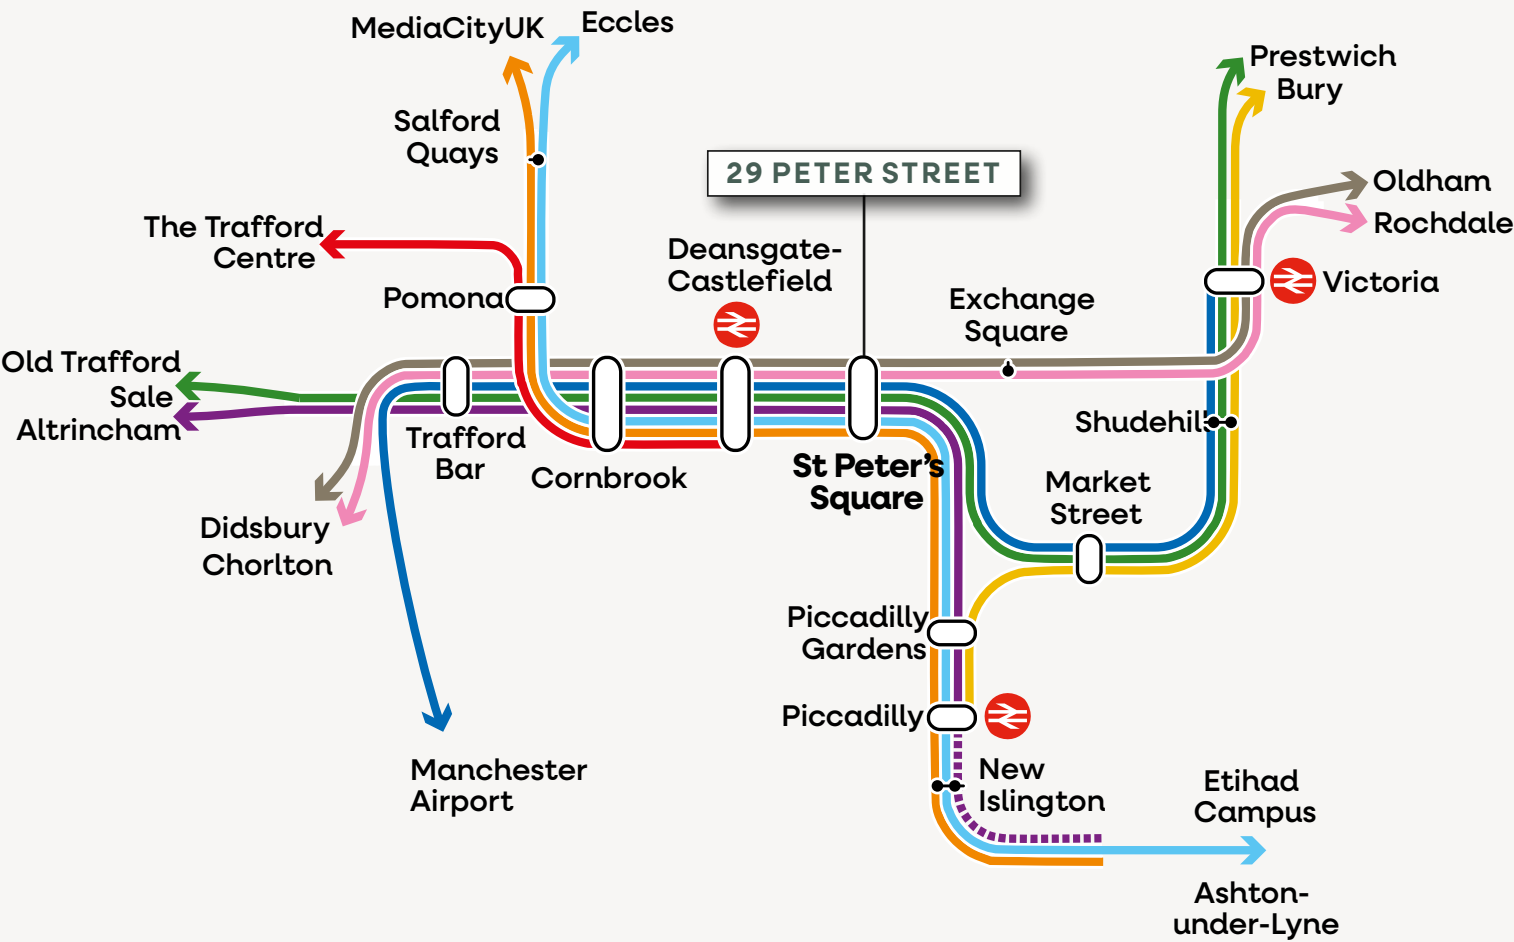 MediaCityUK
Eccles
Prestwich
Bury
Salford
Quays
29 PETER STREET
Oldham
Rochdale
The Trafford
Centre
Deansgate-
Castlefield
Pomona
Exchange
Square
Victoria
Old Trafford
Sale
Altrincham
Trafford
Bar
Cornbrook
St Peter's
Square
Shudehill
Market
Street
Didsbury
Chorlton
Piccadilly
Gardens
Piccadilly
Manchester
Airport
New
Islington
Etihad
Campus
Ashton-
under-Lyne